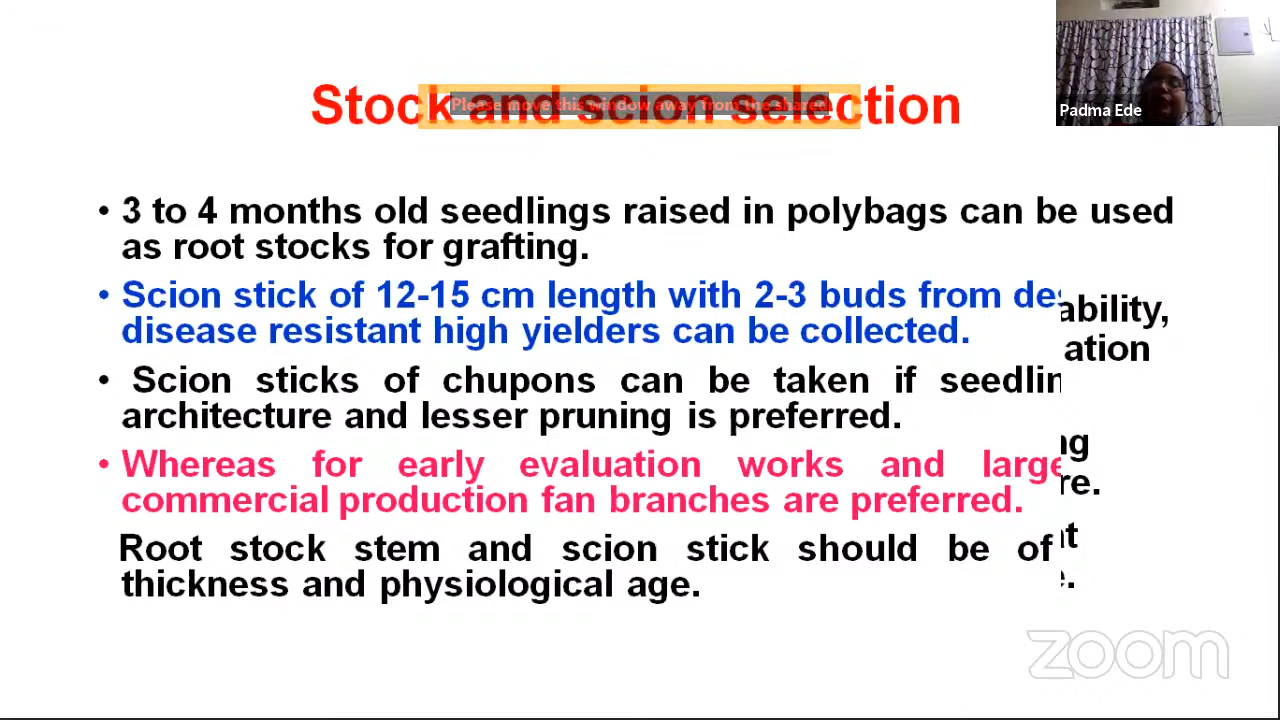 Stock and scion selection
Please move this window away from the shared
Padma Ede
• 3 to 4 months old seedlings raised in polybags can be used
as root stocks for grafting.
• Scion stick of 12-15 cm length with 2-3 buds from
disease resistant high yielders can be collected.
• Scion sticks of chupons can be taken if
architecture and lesser pruning is preferred.
• Whereas for early evaluation works and large
commercial production fan branches are preferred.
Root stock stem and scion stick should be of
thickness and physiological age.
ability,
ation
zoom